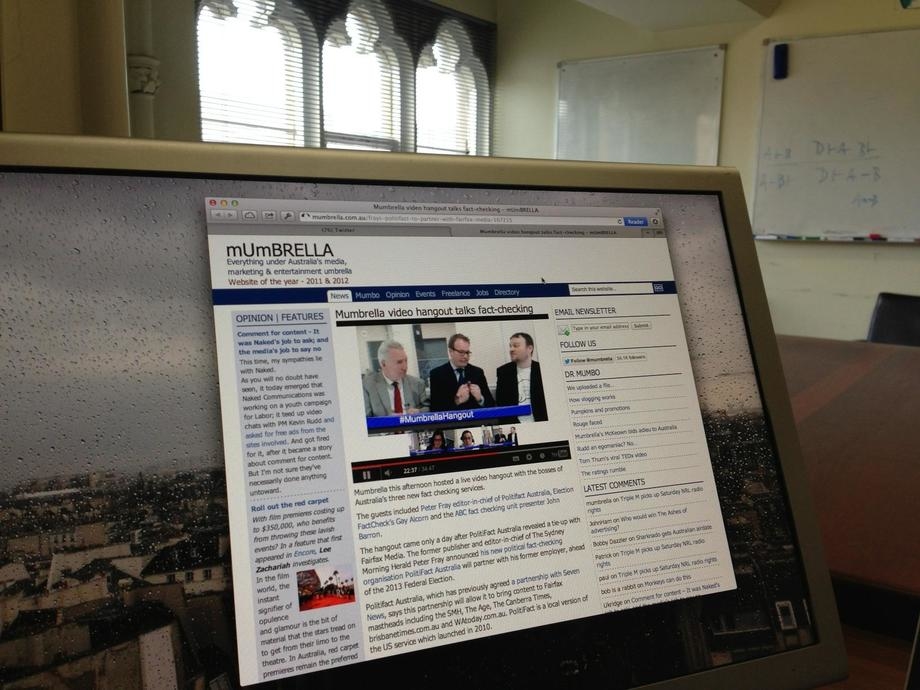 Mumbrella video hangout talks fact-checking - mUmBRELLA
mumbrella.com.au/frays-politifact-to-partner-with-fairfax-media-167215
Reader
(76) Twitter
Mumbrella video hangout talks fact-checking - mUmBRELLA
mUmBRELLA
Everything under Australia's media,
marketing & entertainment umbrella
Website of the year - 2011 & 2012
News Mumbo Opinion Events Freelance Jobs Directory
Search this website...
GO
OPINION | FEATURES
Comment for content – It
was Naked's job to ask; and
the media's job to say no
This time, my sympathies lie
with Naked.
As you will no doubt have
seen, it today emerged that
Naked Communications was
working on a youth campaign
for Labor; it teed up video
chats with PM Kevin Rudd and
asked for free ads from the
sites involved. And got fired
for it, after it became a story
about comment for content.
But I'm not sure they've
necessarily done anything
untoward.
Roll out the red carpet
With film premieres costing up
to $350,000, who benefits
from throwing these lavish
events? In a feature that first
appeared in Encore, Lee
Zachariah investigates.
In the film
world, the
instant
signifier of
opulence
and glamour is the bit of
material that the stars tread on
to get from their limo to the
theatre. In Australia, red carpet
premieres remain the preferred
Mumbrella video hangout talks fact-checking
#MumbrellaHangout
22:37 / 34:47
Mumbrella this afternoon hosted a live video hangout with the bosses of
Australia's three new fact checking services.
The guests included Peter Fray editor-in-chief of Politifact Australia, Election
FactCheck's Gay Alcorn and the ABC fact checking unit presenter John
Barron.
The hangout came only a day after PolitiFact Australia revealed a tie-up with
Fairfax Media. The former publisher and editor-in-chief of The Sydney
Morning Herald Peter Fray announced his new political fact-checking
organisation PolitiFact Australia will partner with his former employer, ahead
of the 2013 Federal Election.
Politifact Australia, which has previously agreed a partnership with Seven
News, says this partnership will allow it to bring content to Fairfax
mastheads including the SMH, The Age, The Canberra Times,
brisbanetimes.com.au and WAtoday.com.au. PolitiFact is a local version of
the US service which launched in 2010.
EMAIL NEWSLETTER
Type in your email address Submit
FOLLOW US
Follow @mumbrella
followers
DR MUMBO
We uploaded a file...
How vlogging works
Pumpkins and promotions
Rouge faced
Mumbrella's McKeown bids adieu to Australia
Rudd an egomaniac? No...
Tom Thum's viral TEDx video
The ratings rumble
LATEST COMMENTS
mumbrella on Triple M picks up Saturday NRL radio
rights
JohnHam on Who would win The Ashes of
advertising?
Bobby Dazzler on Sharknado gets Australian airdate
Patrick on Triple M picks up Saturday NRL radio
rights
paul on Triple M picks up Saturday NRL radio rights
bob is a rabbit on Monkeys can do this
Ukridge on Comment for content – It was Naked's